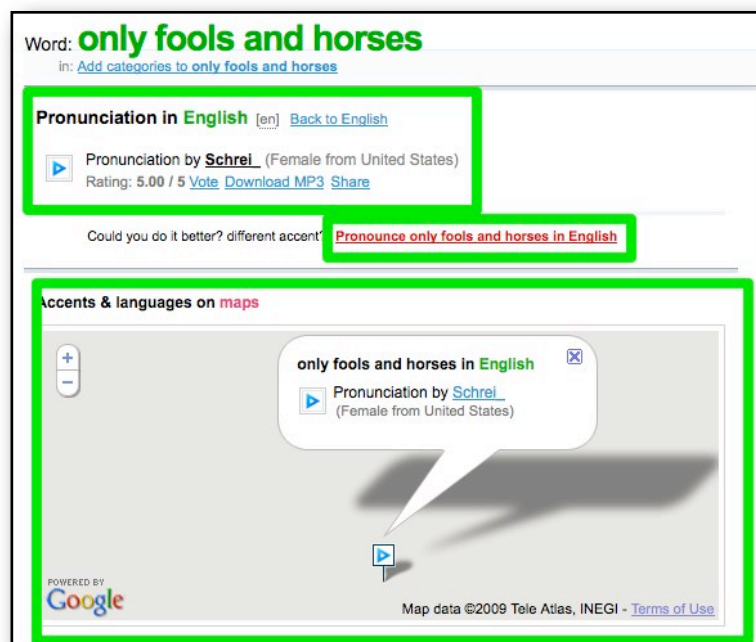 Word: only fools and horses
in: Add categories to only fools and horses
Pronunciation in English [en] Back to English
Pronunciation by Schrei_ (Female from United States)
Rating: 5.00 / 5 Vote Download MP3 Share
Could you do it better? different accent? Pronounce only fools and horses in English
Accents & languages on maps
+
−
only fools and horses in English
Pronunciation by Schrei_
(Female from United States)
POWERED BY
Google
Map data ©2009 Tele Atlas, INEGI - Terms of Use